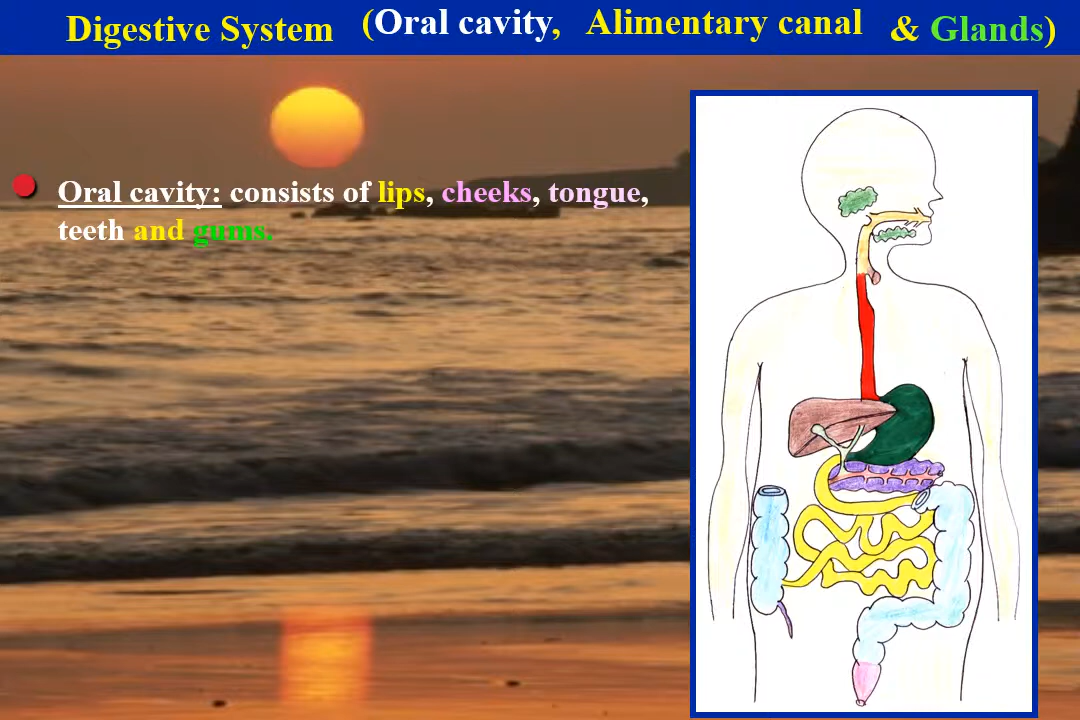 Digestive System (Oral cavity, Alimentary canal & Glands)
Oral cavity: consists of lips, cheeks, tongue,
teeth and gums.